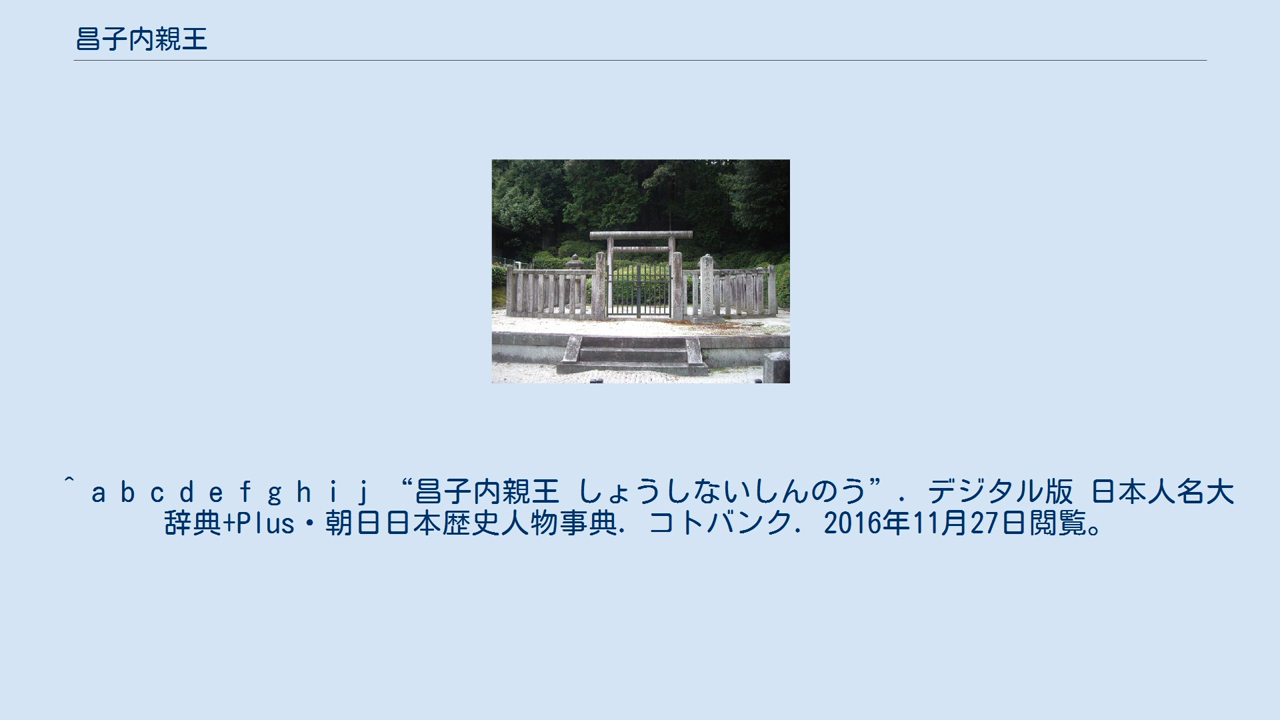 昌子内親王
^ a b c d e f g h i j “昌子内親王 しょうしないしんのう”. デジタル版 日本人名大
辞典+Plus・朝日日本歴史人物事典. コトバンク. 2016年11月27日閲覧。